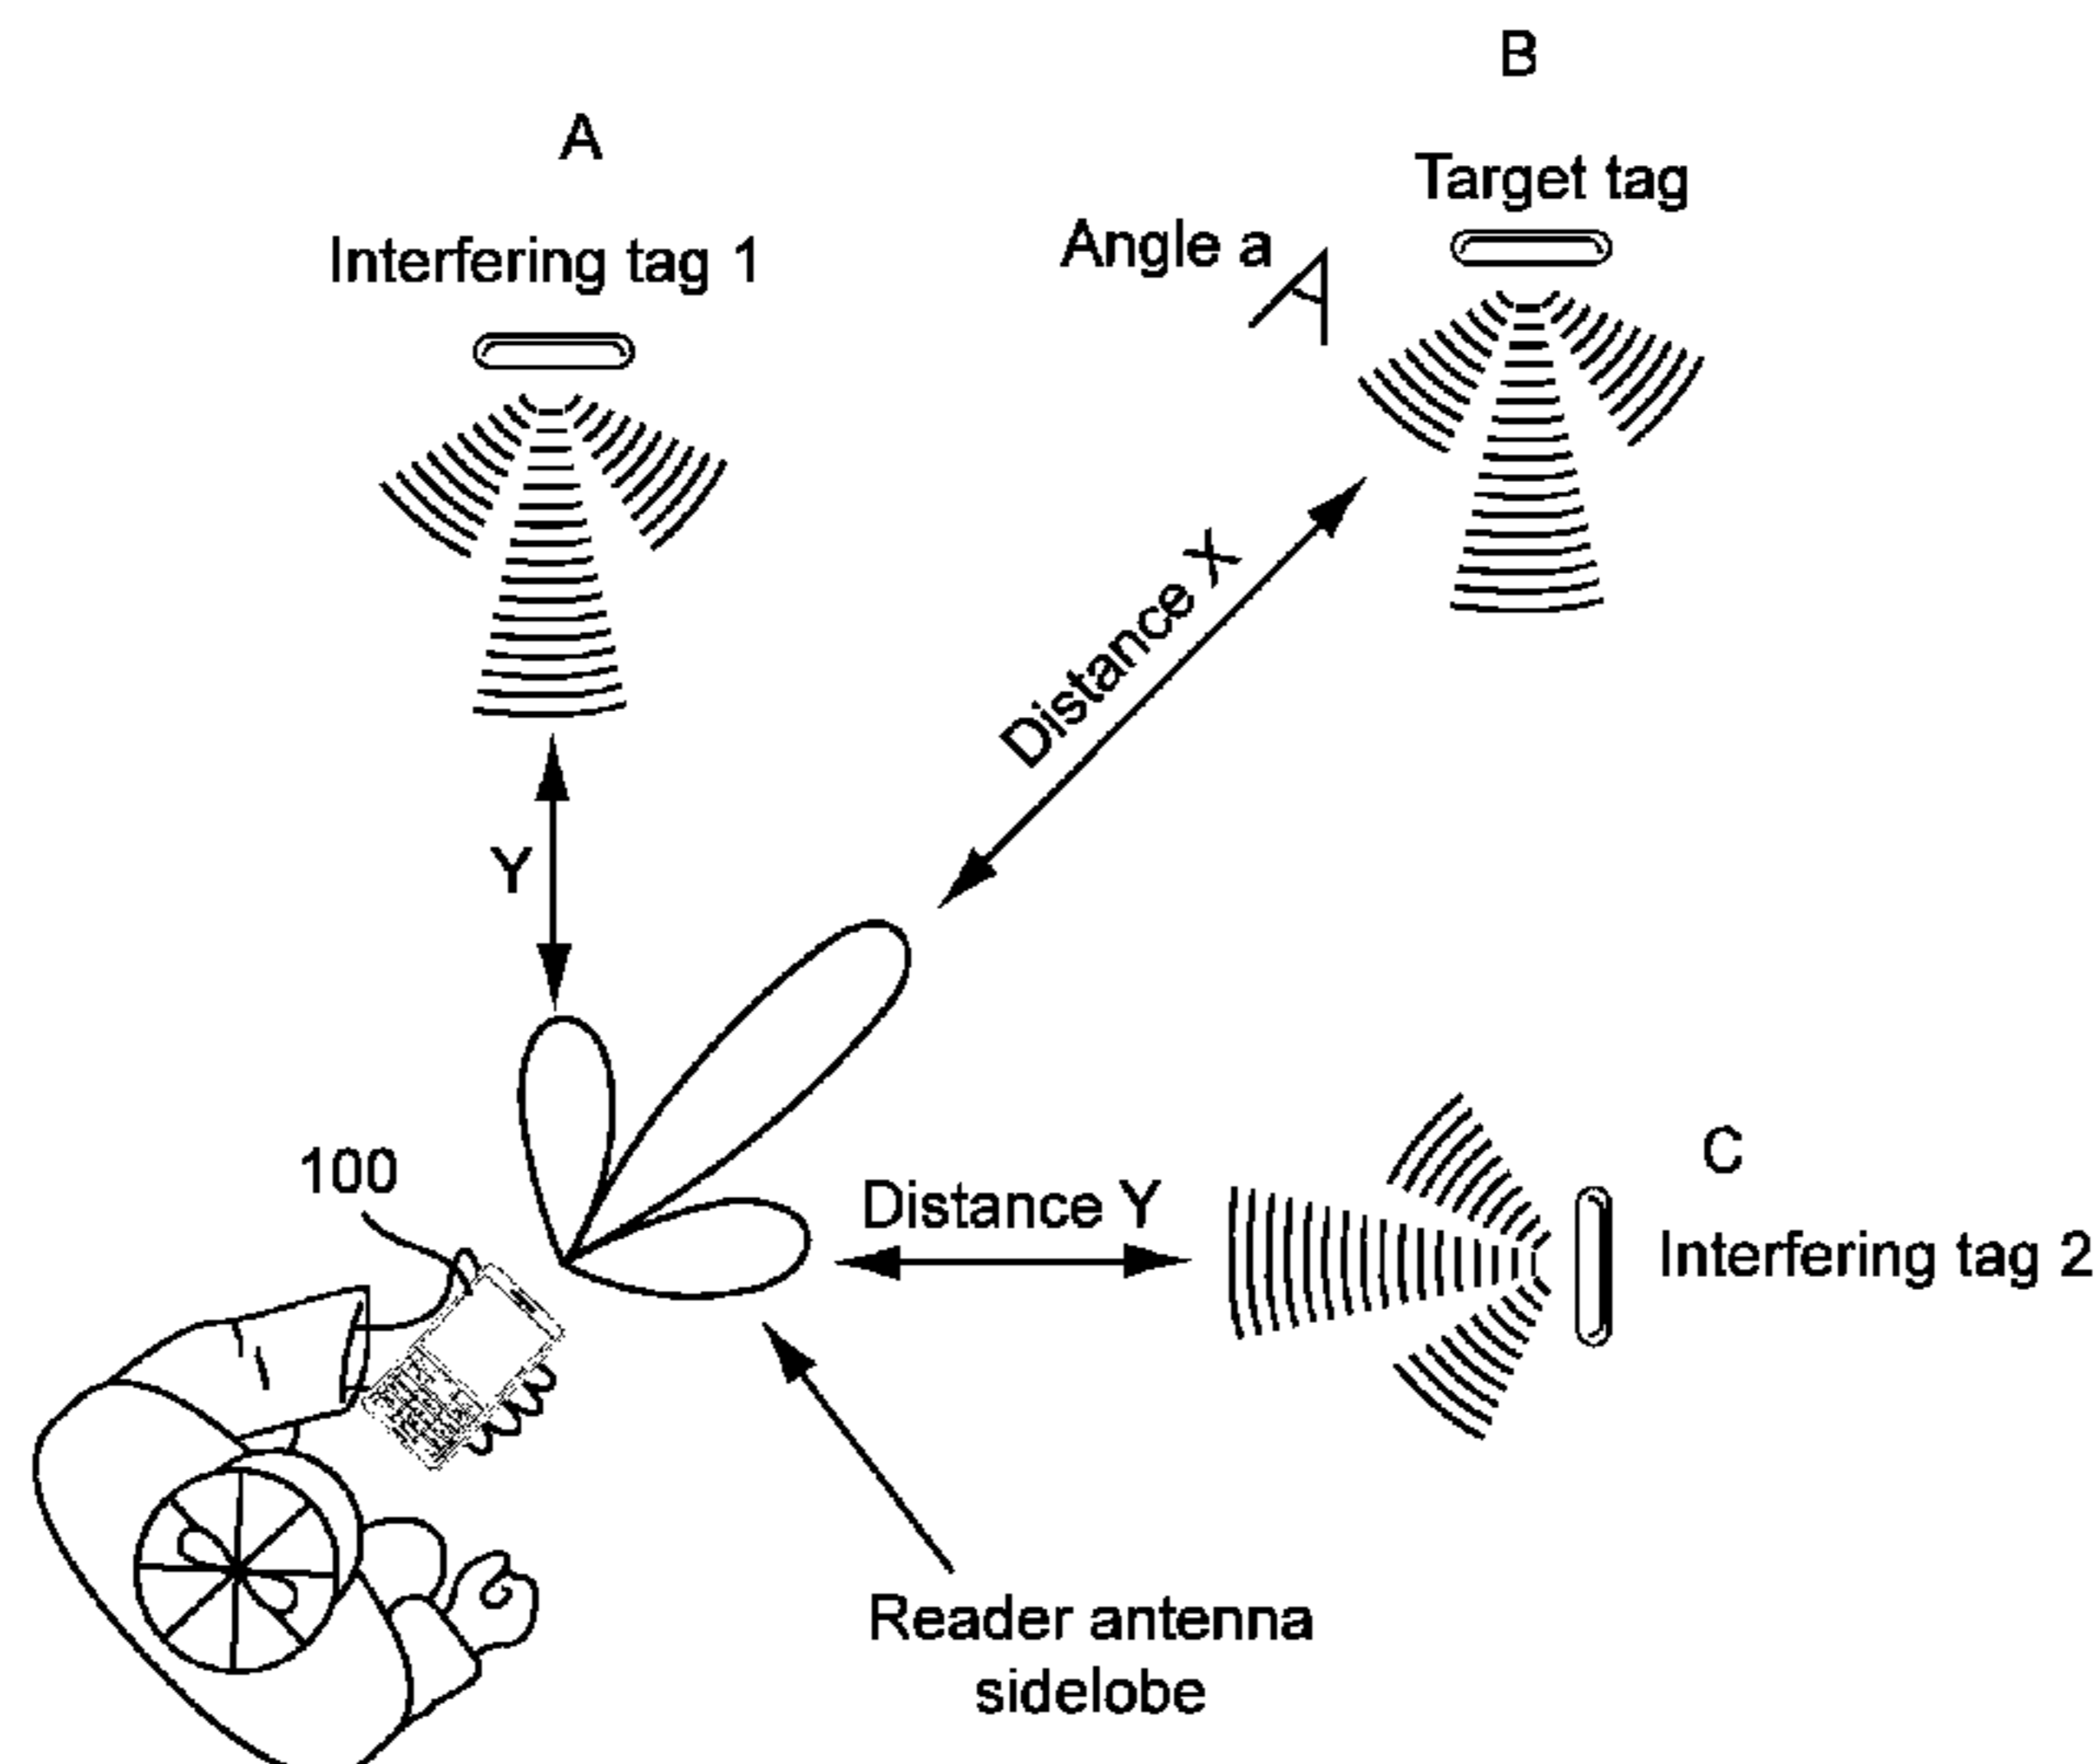 B
A
Target tag
Angle a
Interfering tag 1
Distance X
Y
100
C
Distance Y
Interfering tag 2
Reader antenna
sidelobe